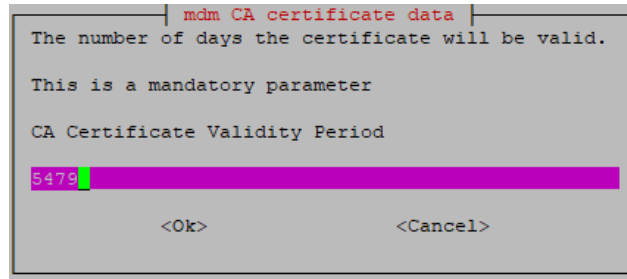 mdm CA certificate data
The number of days the certificate will be valid.
This is a mandatory parameter
CA Certificate Validity Period
5479
<Ok> <Cancel>